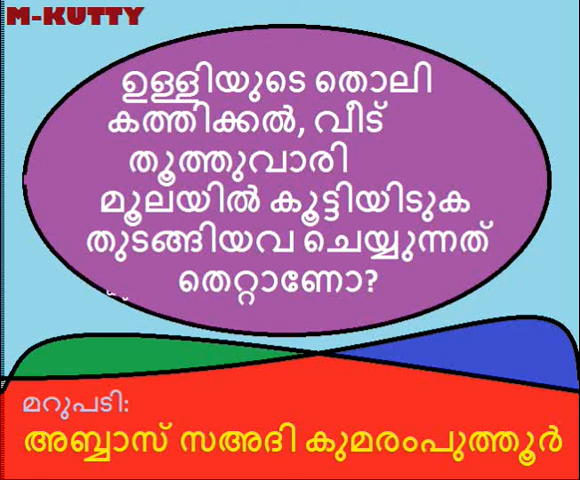 M-KUTTY
ഉള്ളിയുടെ തൊലി
കത്തിക്കൽ, വീട്
തൂത്തുവാരി
മൂലയിൽ കൂട്ടിയിടുക
തുടങ്ങിയവ ചെയ്യുന്നത്
തെറ്റാണോ?
മറുപടി:
അബ്ബാസ് സഅദി കുമരംപുത്തൂർ